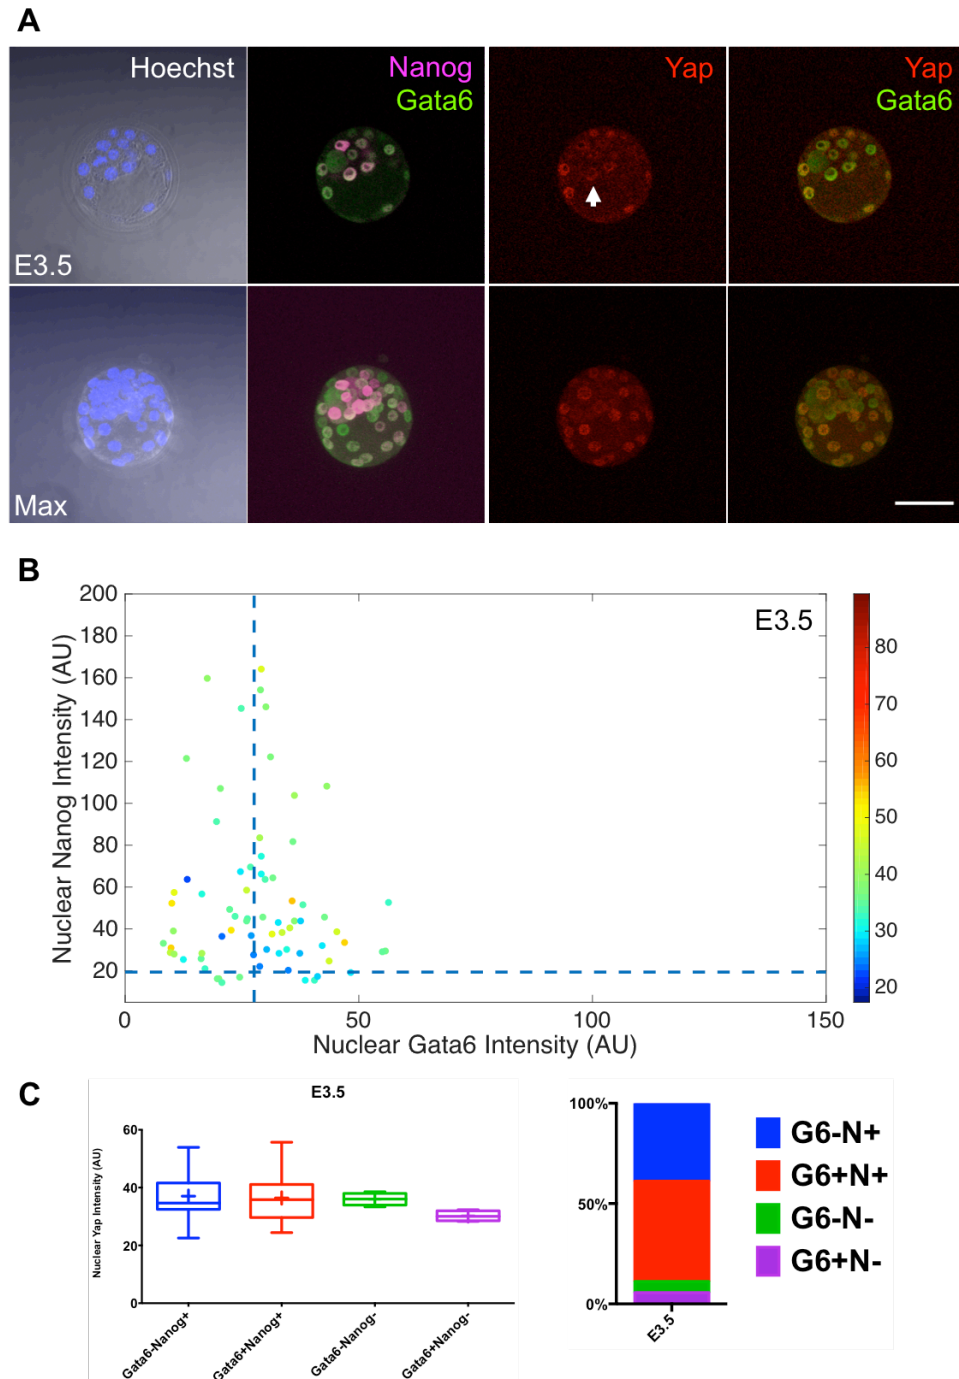 A
Hoechst
Nanog
Gata6
Yap
Yap
Gata6
E3.5
Max
B
200
180
160
140
120
100
80
60
40
20
Nuclear Nanog Intensity (AU)
E3.5
0
50
100
150
Nuclear Gata6 Intensity (AU)
80
70
60
50
40
30
20
C
E3.5
60
40
20
0
Nuclear Yap Intensity (AU)
Gata6-Nanog+
Gata6+Nanog+
Gata6-Nanog-
Gata6+Nanog-
100%
50%
0%
E3.5
G6-N+
G6+N+
G6-N-
G6+N-